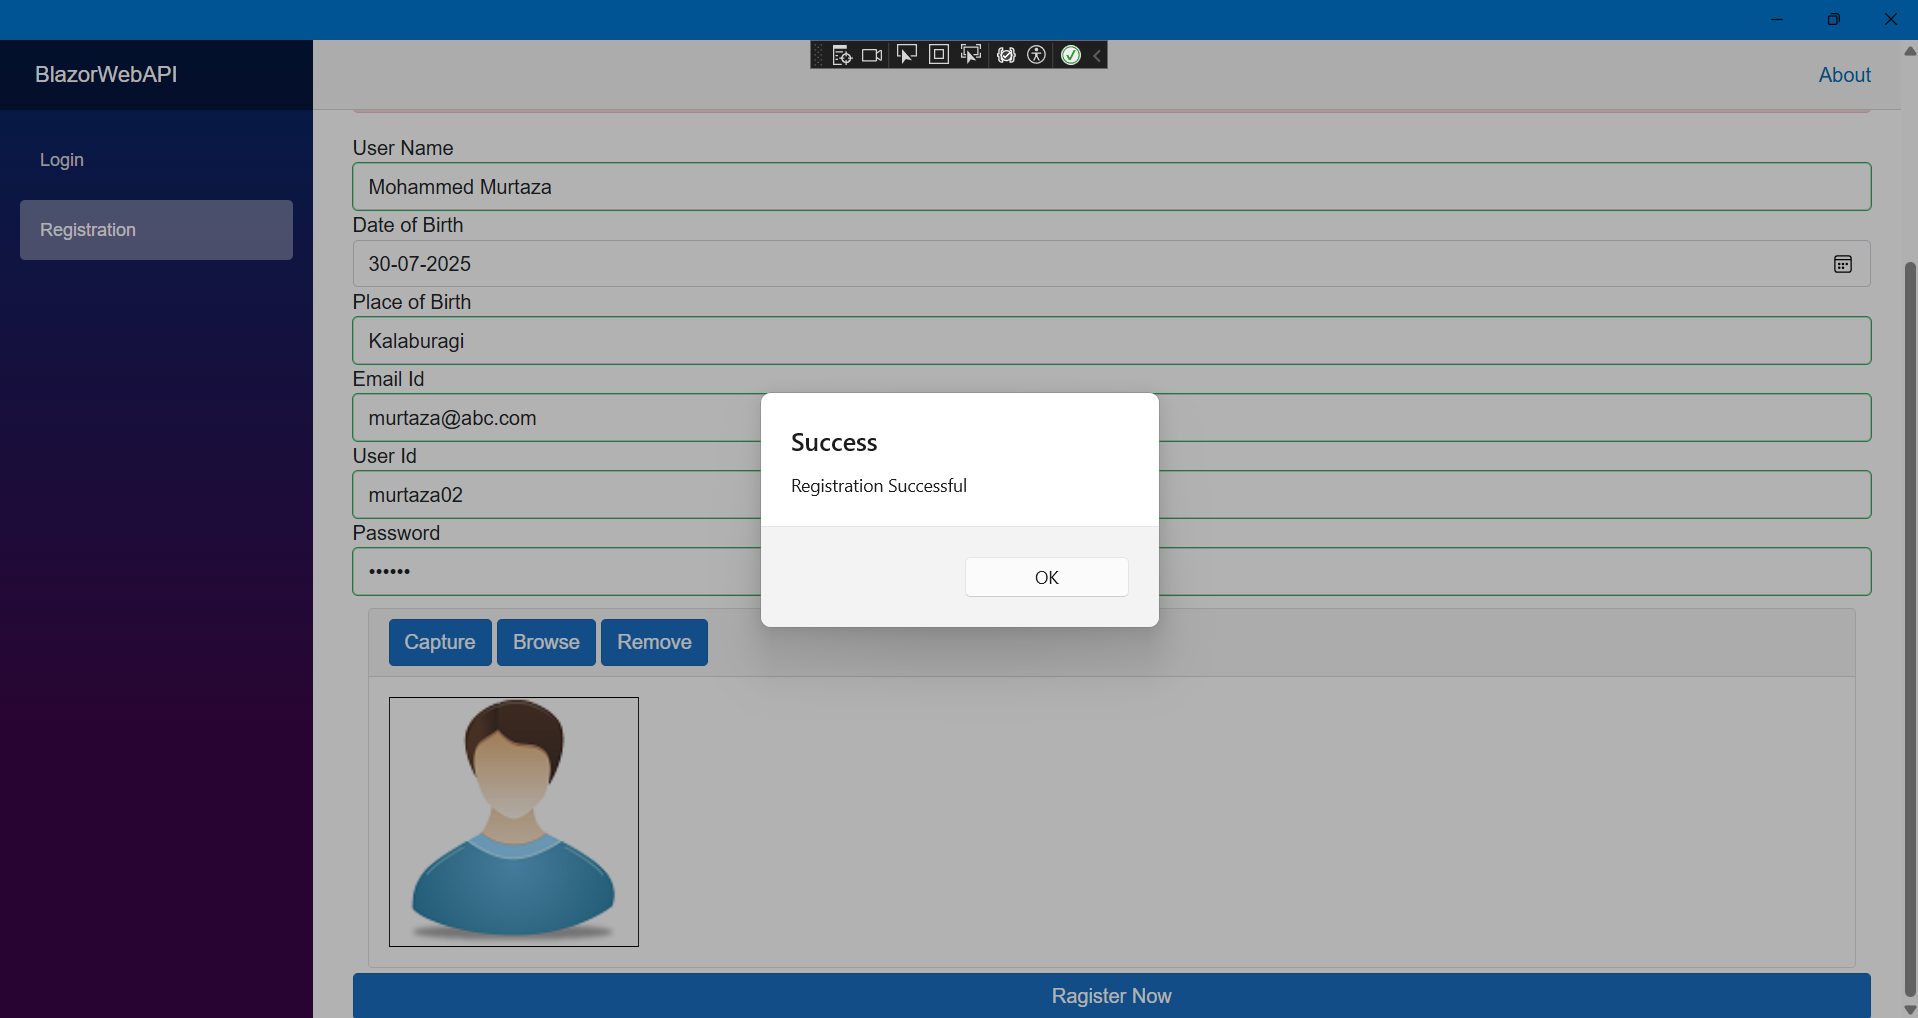 BlazorWebAPI
About
Login
Registration
User Name
Mohammed Murtaza
Date of Birth
30-07-2025
Place of Birth
Kalaburagi
Email Id
murtaza@abc.com
User Id
murtaza02
Password
••••••
Success
Registration Successful
OK
Capture
Browse
Remove
Ragister Now